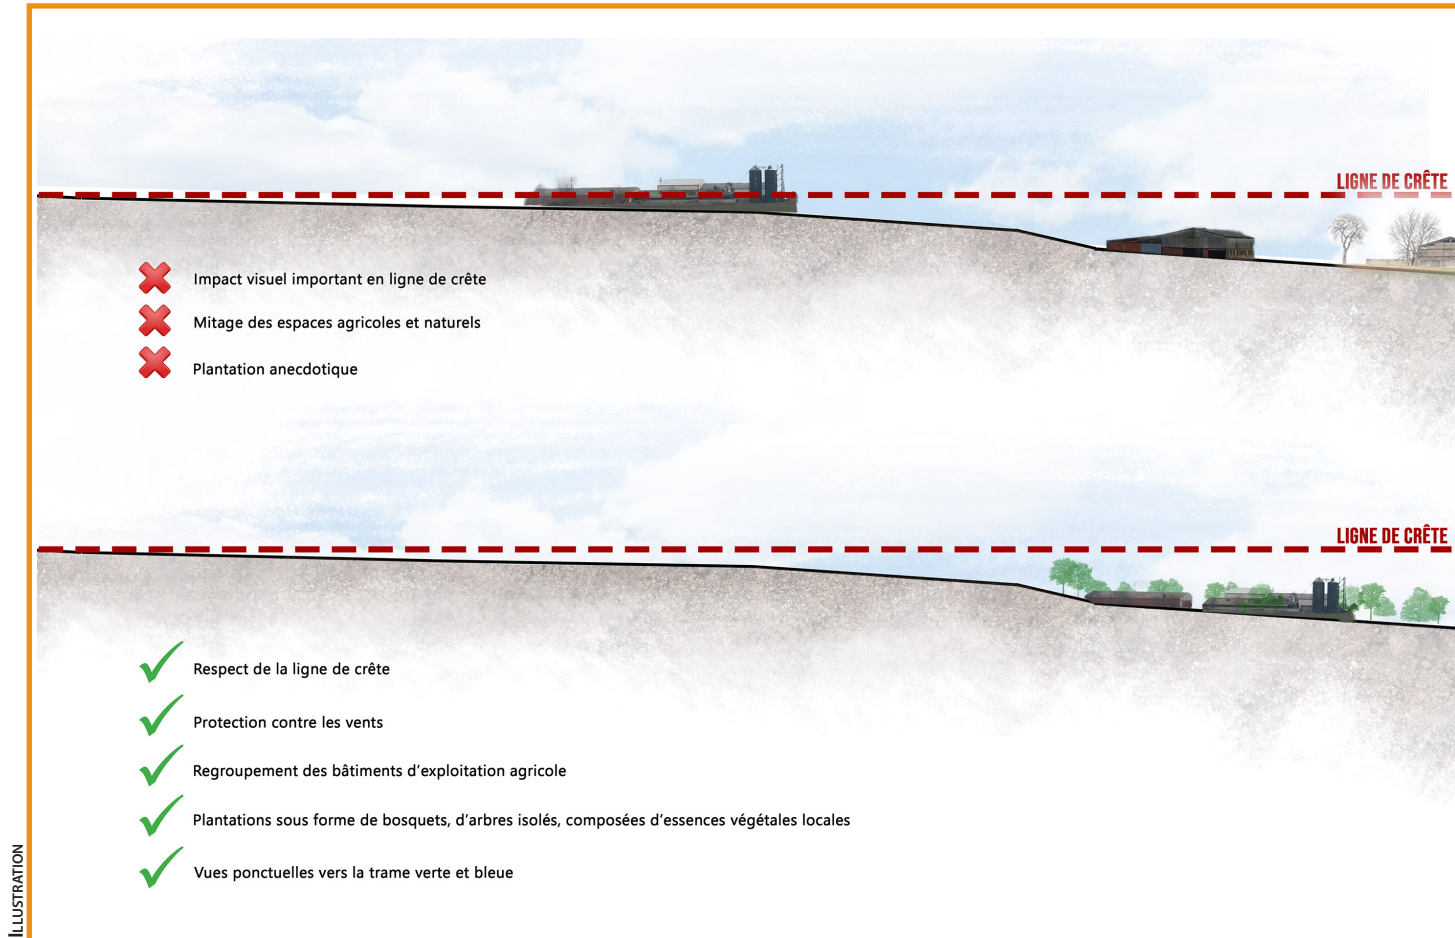 LIGNE DE CRÊTE
Impact visuel important en ligne de crête
Mitage des espaces agricoles et naturels
Plantation anecdotique
LIGNE DE CRÊTE
Respect de la ligne de crête
Protection contre les vents
Regroupement des bâtiments d’exploitation agricole
Plantations sous forme de bosquets, d’arbres isolés, composées d’essences végétales locales
Vues ponctuelles vers la trame verte et bleue
ILLUSTRATION